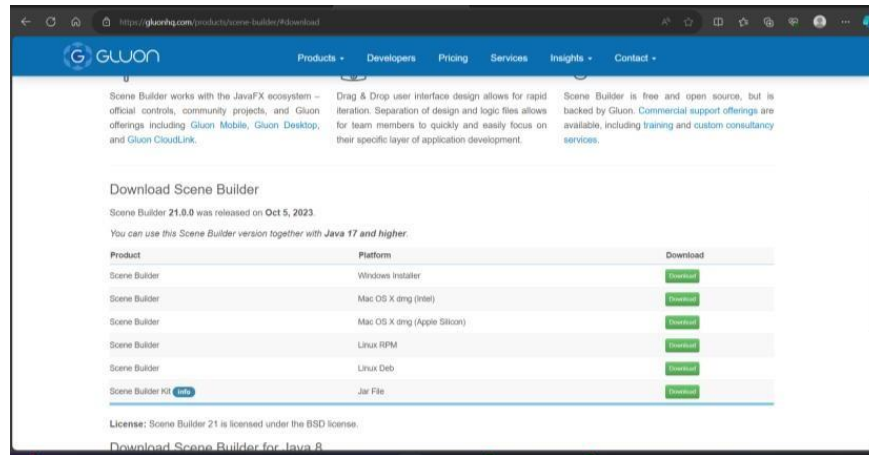 https://gluonhq.com/products/scene-builder/#download
GLUON
Products
Developers
Pricing
Services
Insights
Contact
Scene Builder works with the JavaFX ecosystem –
official controls, community projects, and Gluon
offerings including Gluon Mobile, Gluon Desktop,
and Gluon CloudLink.
Drag & Drop user interface design allows for rapid
iteration. Separation of design and logic files allows
for team members to quickly and easily focus on
their specific layer of application development.
Scene Builder is free and open source, but is
backed by Gluon. Commercial support offerings are
available, including training and custom consultancy
services.
Download Scene Builder
Scene Builder 21.0.0 was released on Oct 5, 2023.
You can use this Scene Builder version together with Java 17 and higher.
Product Platform Download
Scene Builder Windows Installer Download
Scene Builder Mac OS X dmg (Intel) Download
Scene Builder Mac OS X dmg (Apple Silicon) Download
Scene Builder Linux RPM Download
Scene Builder Linux Deb Download
Scene Builder Kit Info Jar File Download
License: Scene Builder 21 is licensed under the BSD license.
Download Scene Builder for Java 8